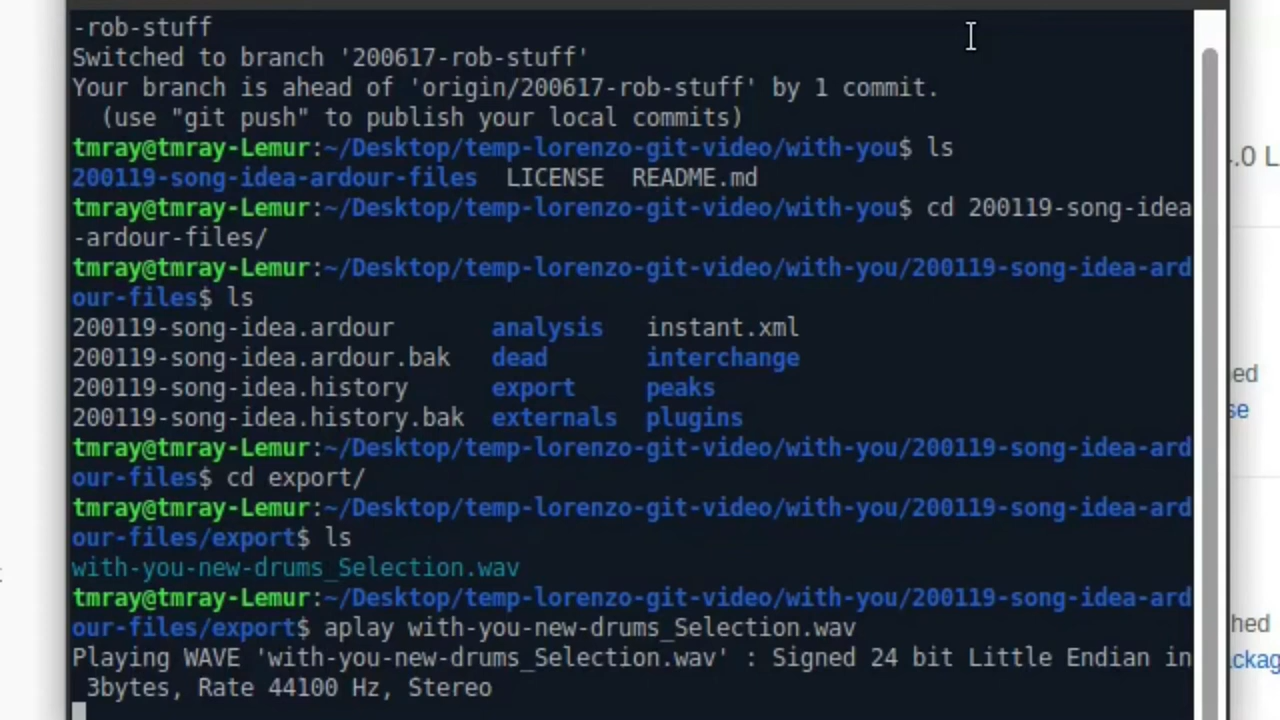 -rob-stuff
Switched to branch '200617-rob-stuff'
Your branch is ahead of 'origin/200617-rob-stuff' by 1 commit.
  (use "git push" to publish your local commits)
tmray@tmray-Lemur:~/Desktop/temp-lorenzo-git-video/with-you$ ls
200119-song-idea-ardour-files  LICENSE  README.md
tmray@tmray-Lemur:~/Desktop/temp-lorenzo-git-video/with-you$ cd 200119-song-idea
-ardour-files/
tmray@tmray-Lemur:~/Desktop/temp-lorenzo-git-video/with-you/200119-song-idea-ard
our-files$ ls
200119-song-idea.ardour       analysis   instant.xml
200119-song-idea.ardour.bak   dead       interchange
200119-song-idea.history      export     peaks
200119-song-idea.history.bak  externals  plugins
tmray@tmray-Lemur:~/Desktop/temp-lorenzo-git-video/with-you/200119-song-idea-ard
our-files$ cd export/
tmray@tmray-Lemur:~/Desktop/temp-lorenzo-git-video/with-you/200119-song-idea-ard
our-files/export$ ls
with-you-new-drums_Selection.wav
tmray@tmray-Lemur:~/Desktop/temp-lorenzo-git-video/with-you/200119-song-idea-ard
our-files/export$ aplay with-you-new-drums_Selection.wav
Playing WAVE 'with-you-new-drums_Selection.wav' : Signed 24 bit Little Endian in
 3bytes, Rate 44100 Hz, Stereo